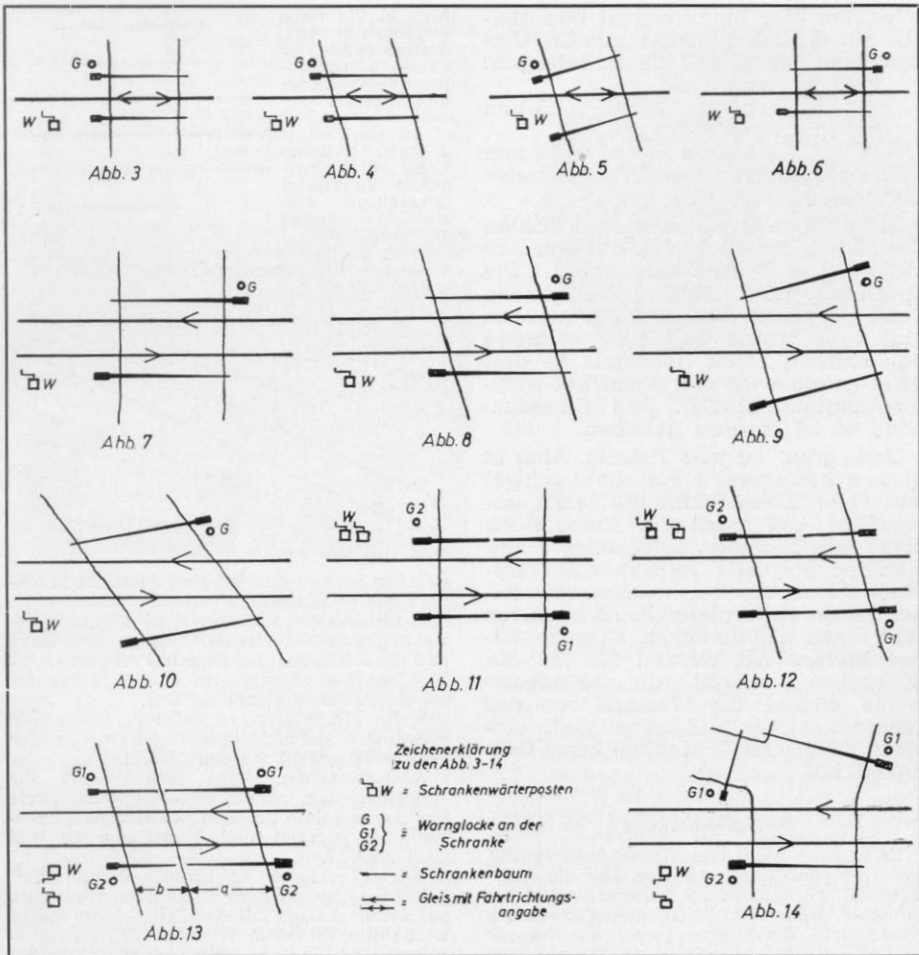 G
W
Abb. 3
G
Abb. 4
G
W
Abb. 5
G
W
Abb. 6
G
W
Abb. 7
G
W
Abb. 8
G
W
Abb. 9
G
W
Abb. 10
W
G2
G1
Abb. 11
W
G2
G1
Abb. 12
G1
G1
W
G2
b
a
G2
Abb. 13
Zeichenerklärung
zu den Abb. 3-14
W = Schrankenwärterposten
G
G1
G2
} = Warnglocke an der
Schranke
= Schrankenbaum
= Gleis mit Fahrtrichtungs-
angabe
G1
G1
G2
W
Abb. 14